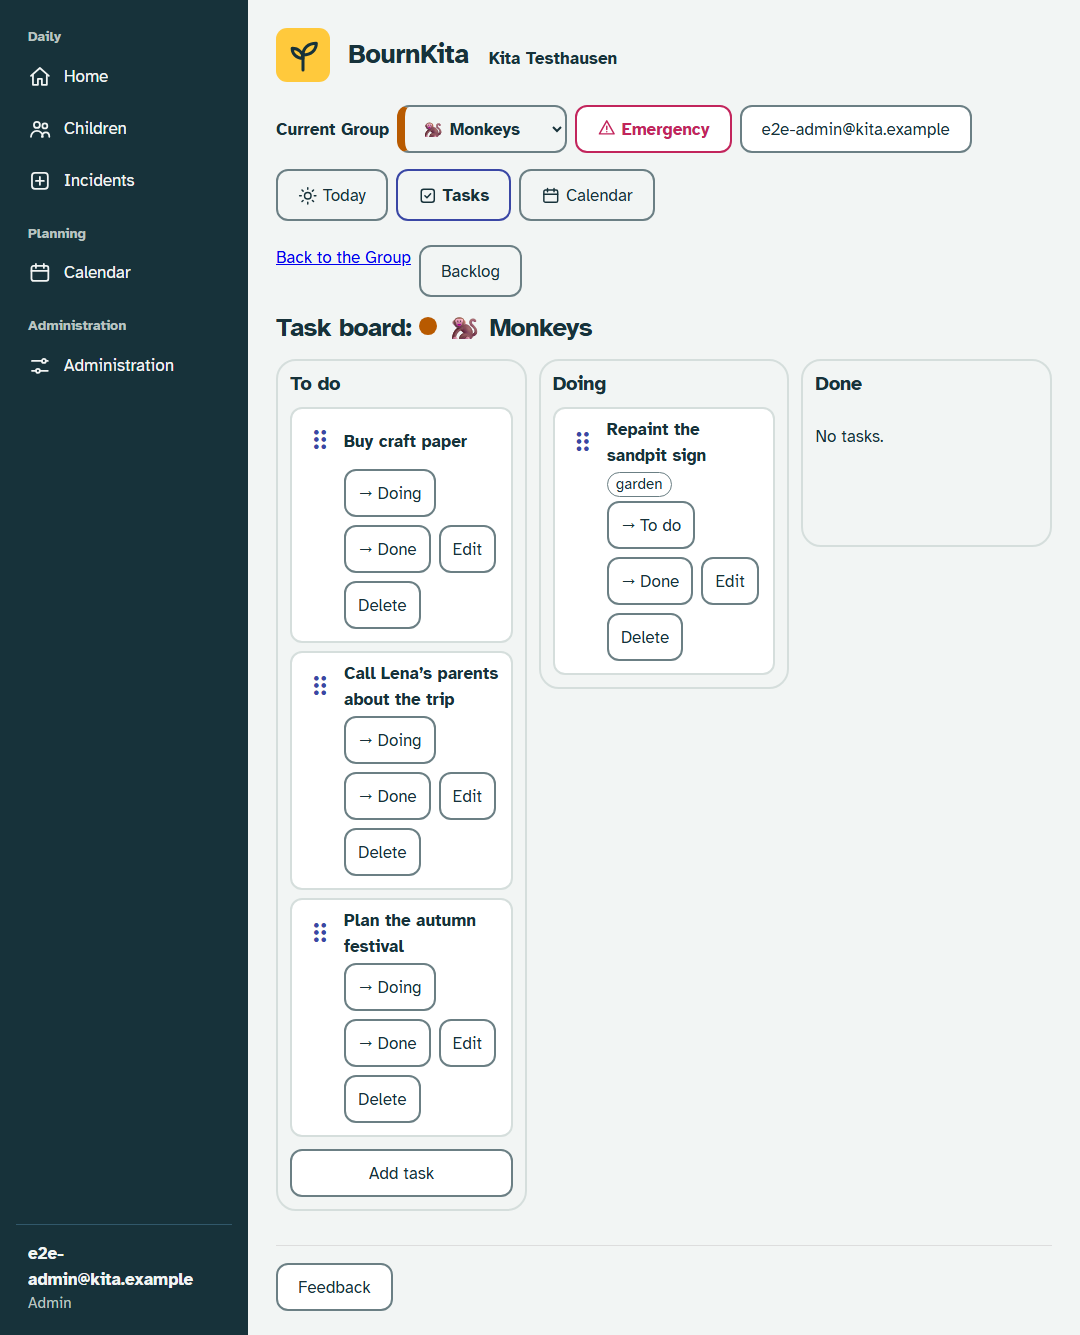 Daily
Home
Children
Incidents
Planning
Calendar
Administration
Administration
e2e-
admin@kita.example
Admin
BournKita
Kita Testhausen
Current Group
Monkeys
Emergency
e2e-admin@kita.example
Today
Tasks
Calendar
Back to the Group
Backlog
Task board: Monkeys
To do
Buy craft paper
→ Doing
→ Done
Edit
Delete
Call Lena’s parents
about the trip
→ Doing
→ Done
Edit
Delete
Plan the autumn
festival
→ Doing
→ Done
Edit
Delete
Add task
Doing
Repaint the
sandpit sign
garden
→ To do
→ Done
Edit
Delete
Done
No tasks.
Feedback